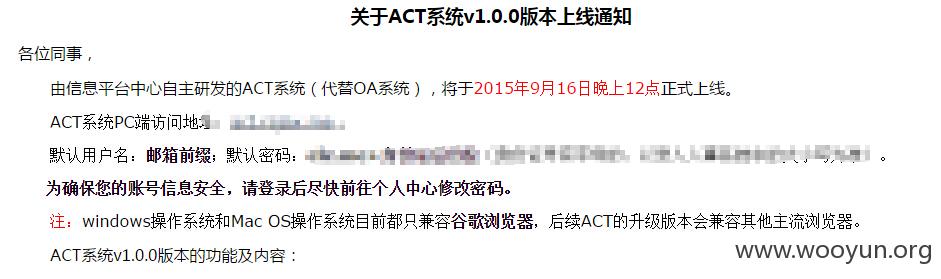 关于ACT系统v1.0.0版本上线通知
各位同事，
由信息平台中心自主研发的ACT系统（代替OA系统），将于2015年9月16日晚上12点正式上线。
ACT系统PC端访问地址
默认用户名：邮箱前缀；默认密码： 。
为确保您的账号信息安全，请登录后尽快前往个人中心修改密码。
注：windows操作系统和Mac OS操作系统目前都只兼容谷歌浏览器，后续ACT的升级版本会兼容其他主流浏览器。
ACT系统v1.0.0版本的功能及内容：
www.wooyun.org